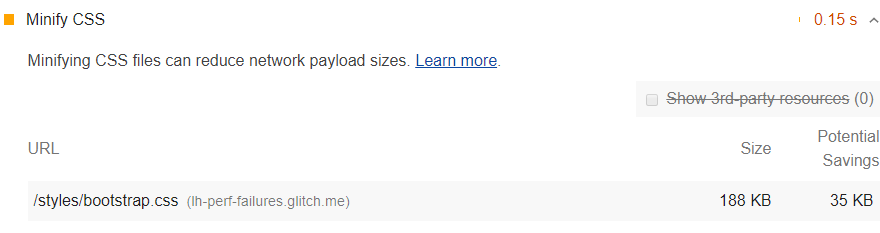 Minify CSS 0.15 s
Minifying CSS files can reduce network payload sizes. Learn more.
Show 3rd-party resources (0)
URL Size Potential Savings
/styles/bootstrap.css (lh-perf-failures.glitch.me) 188 KB 35 KB